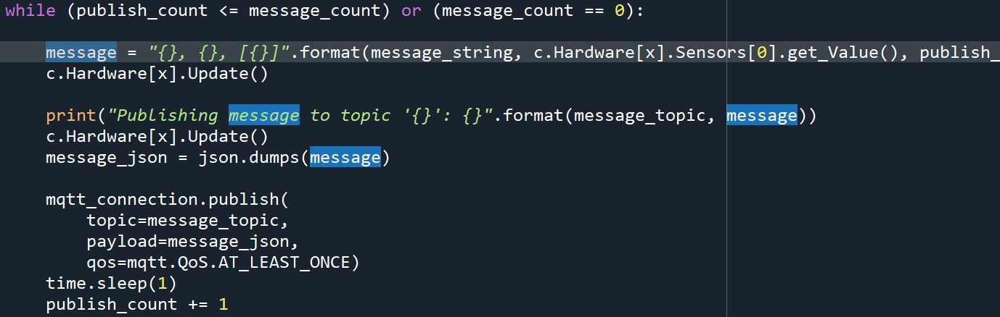 while (publish_count <= message_count) or (message_count == 0):
message = "{}, {}, [{}]".format(message_string, c.Hardware[x].Sensors[0].get_Value(), publish_
c.Hardware[x].Update()
print("Publishing message to topic '{}': {}".format(message_topic, message))
c.Hardware[x].Update()
message_json = json.dumps(message)
mqtt_connection.publish(
topic=message_topic,
payload=message_json,
qos=mqtt.QoS.AT_LEAST_ONCE)
time.sleep(1)
publish_count += 1